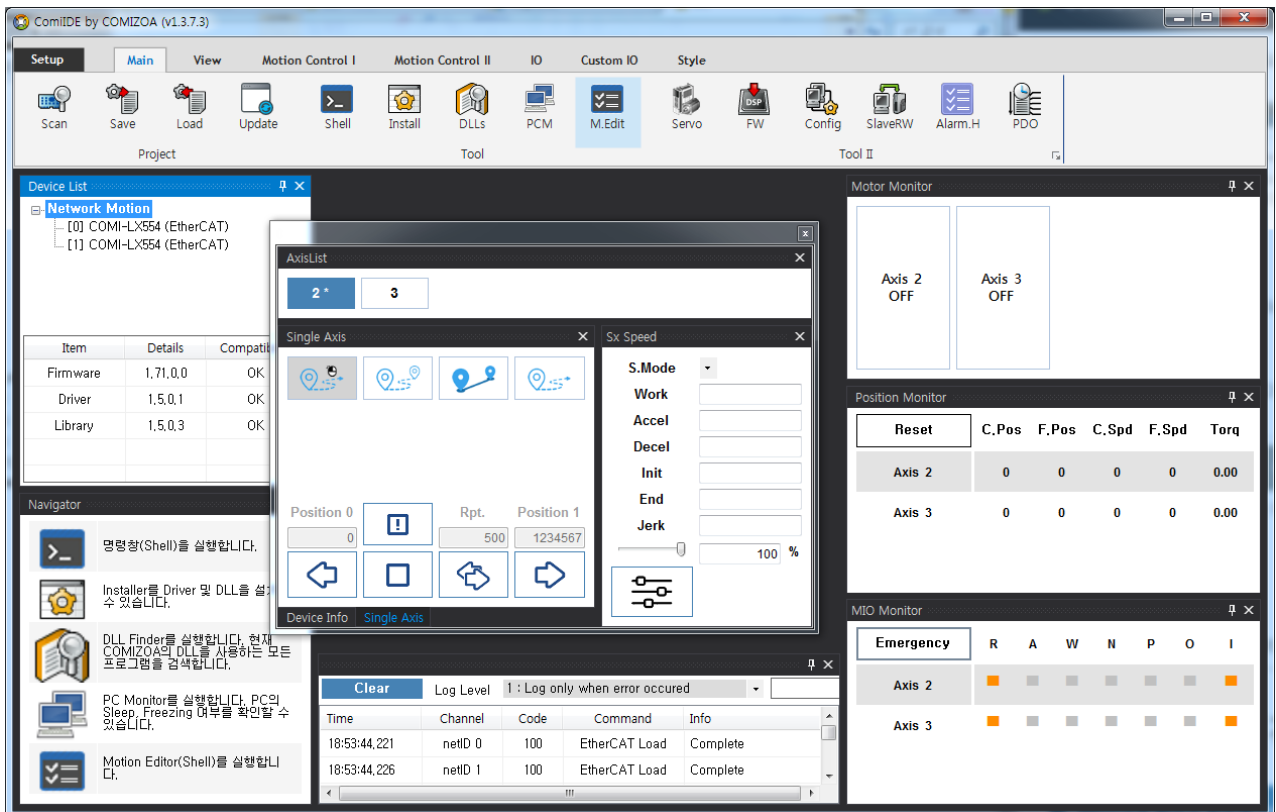 ComiIDE by COMIZOA (v1.3.7.3)
Setup Main View Motion Control I Motion Control II IO Custom IO Style
Scan Save Load Update Shell Install DLLs PCM M.Edit Servo FW Config SlaveRW Alarm.H PDO
DSP
Project Tool Tool II
Device List
Network Motion
[0] COMI-LX554 (EtherCAT)
[1] COMI-LX554 (EtherCAT)
Item Details
Firmware 1.71.0.0 OK
Driver 1.5.0.1 OK
Library 1.5.0.3 OK
Navigator
명령창(Shell)을 실행합니다.
Installer를 Driver 및 DLL을
수 있습니다.
DLL Finder를 실행합니다. 현재
COMIZOA의 DLL을 사용하는 모든
프로그램을 검색합니다.
PC Monitor를 실행합니다. PC의
Sleep, Freezing 여부를 확인할 수
있습니다.
Motion Editor(Shell)를 실행합니
다.
AxisList
2 * 3
Single Axis
Position 0 Rpt. Position 1
0 500 1234567
Device Info Single Axis
Sx Speed
S.Mode
Work
Accel
Decel
Init
End
Jerk
100 %
Clear Log Level 1 : Log only when error occured
Time Channel Code Command Info
18:53:44.221 netID 0 100 EtherCAT Load Complete
18:53:44.226 netID 1 100 EtherCAT Load Complete
Motor Monitor
Axis 2
OFF
Axis 3
OFF
Position Monitor
Reset C.Pos F.Pos C.Spd F.Spd Torq
Axis 2 0 0 0 0 0.00
Axis 3 0 0 0 0 0.00
MIO Monitor
Emergency R A W N P O I
Axis 2
Axis 3